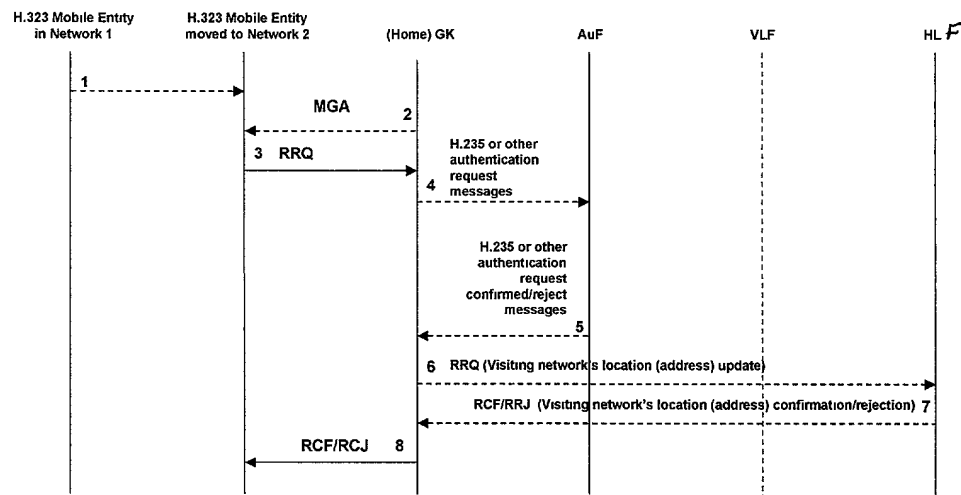 H.323 Mobile Entity
in Network 1
H.323 Mobile Entity
moved to Network 2
(Home) GK
AuF
VLF
HLF
1
MGA
2
3 RRQ
H.235 or other
authentication
request
messages
4
H.235 or other
authentication
request
confirmed/reject
messages
5
6 RRQ (Visiting network's location (address) update)
RCF/RRJ (Visiting network's location (address) confirmation/rejection) 7
RCF/RCJ 8